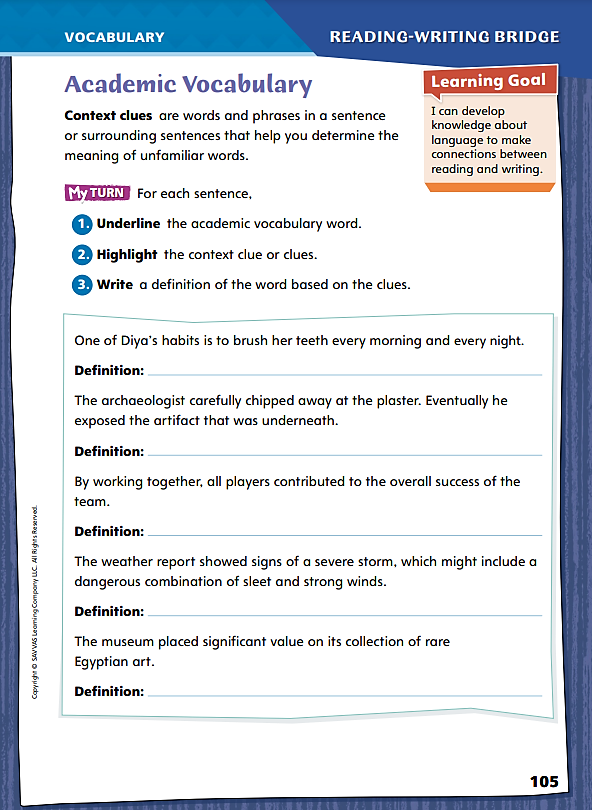 VOCABULARY
READING-WRITING BRIDGE
Academic Vocabulary
Context clues are words and phrases in a sentence
or surrounding sentences that help you determine the
meaning of unfamiliar words.
Learning Goal
I can develop
knowledge about
language to make
connections between
reading and writing.
My TURN For each sentence,
1. Underline the academic vocabulary word.
2. Highlight the context clue or clues.
3. Write a definition of the word based on the clues.
One of Diya's habits is to brush her teeth every morning and every night.
Definition:
The archaeologist carefully chipped away at the plaster. Eventually he
exposed the artifact that was underneath.
Definition:
By working together, all players contributed to the overall success of the
team.
Definition:
The weather report showed signs of a severe storm, which might include a
dangerous combination of sleet and strong winds.
Definition:
The museum placed significant value on its collection of rare
Egyptian art.
Definition:
Copyright © SAVVAS Learning Company LLC. All Rights Reserved.
105